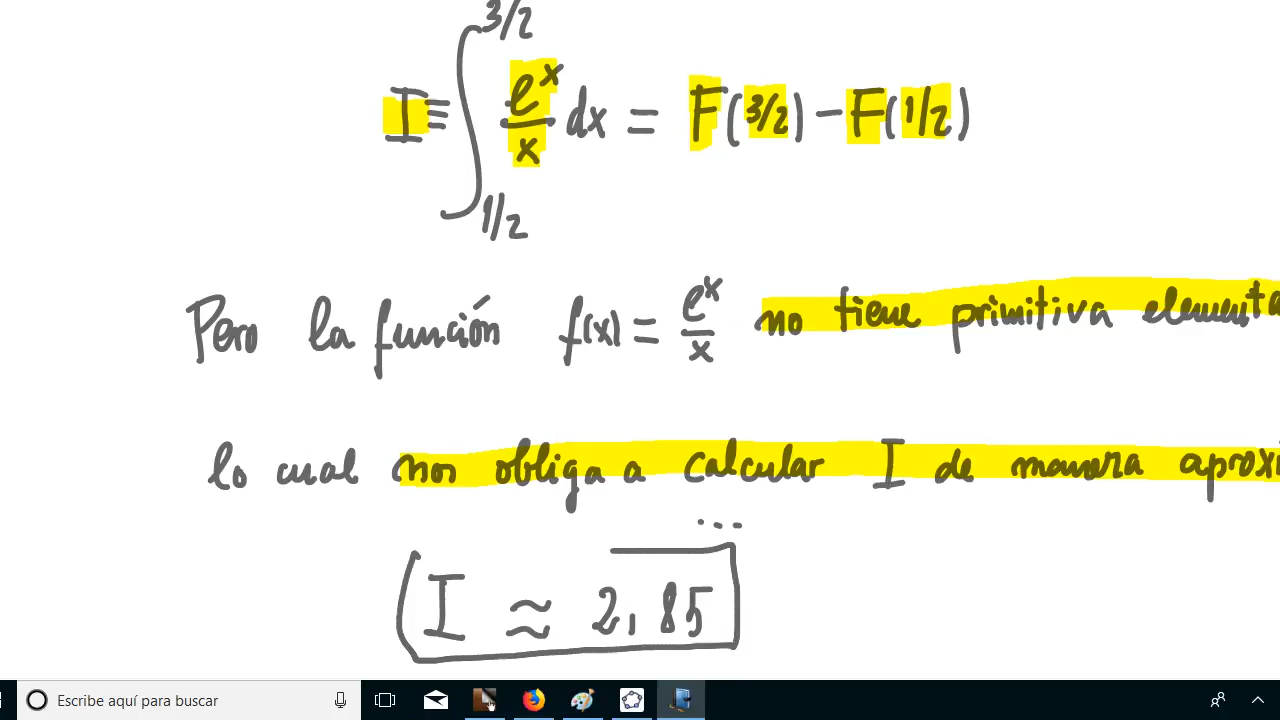 3/2
I ≡ ∫ e^x/x dx = F(3/2) − F(1/2)
1/2
Pero la función f(x) = e^x/x no tiene primitiva elementa
lo cual nos obliga a calcular I de manera aproxi
...
I ≈ 2,85
Escribe aquí para buscar